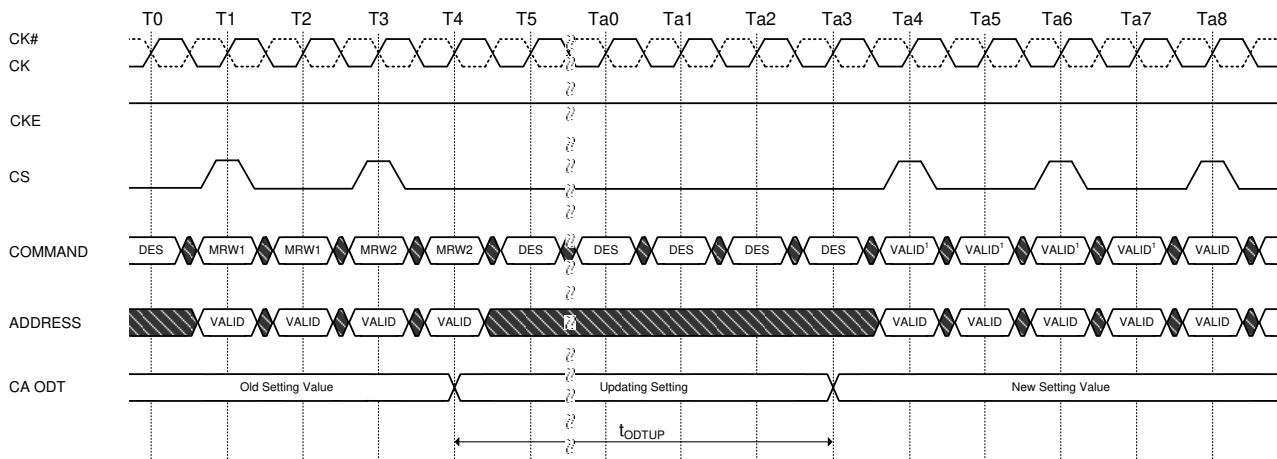 T0 T1 T2 T3 T4 T5 Ta0 Ta1 Ta2 Ta3 Ta4 Ta5 Ta6 Ta7 Ta8
CK#
CK
CKE
CS
COMMAND DES MRW1 MRW1 MRW2 MRW2 DES DES DES DES DES VALID¹ VALID¹ VALID¹ VALID¹ VALID
ADDRESS VALID VALID VALID VALID VALID VALID VALID VALID VALID
CA ODT Old Setting Value Updating Setting New Setting Value
tODTUP